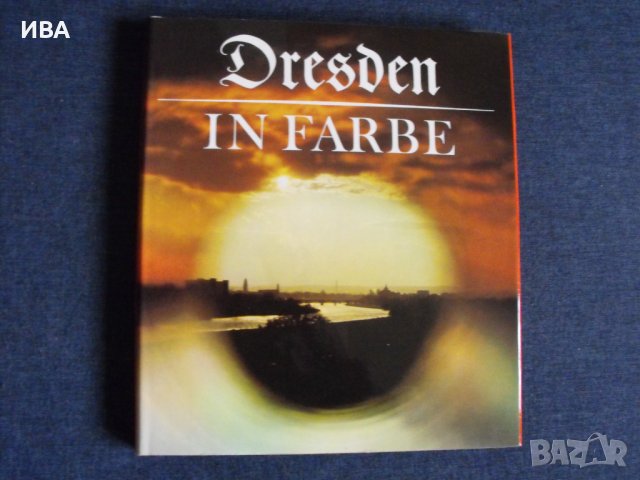 ИВА
Dresden
IN FARBE
BAZAR